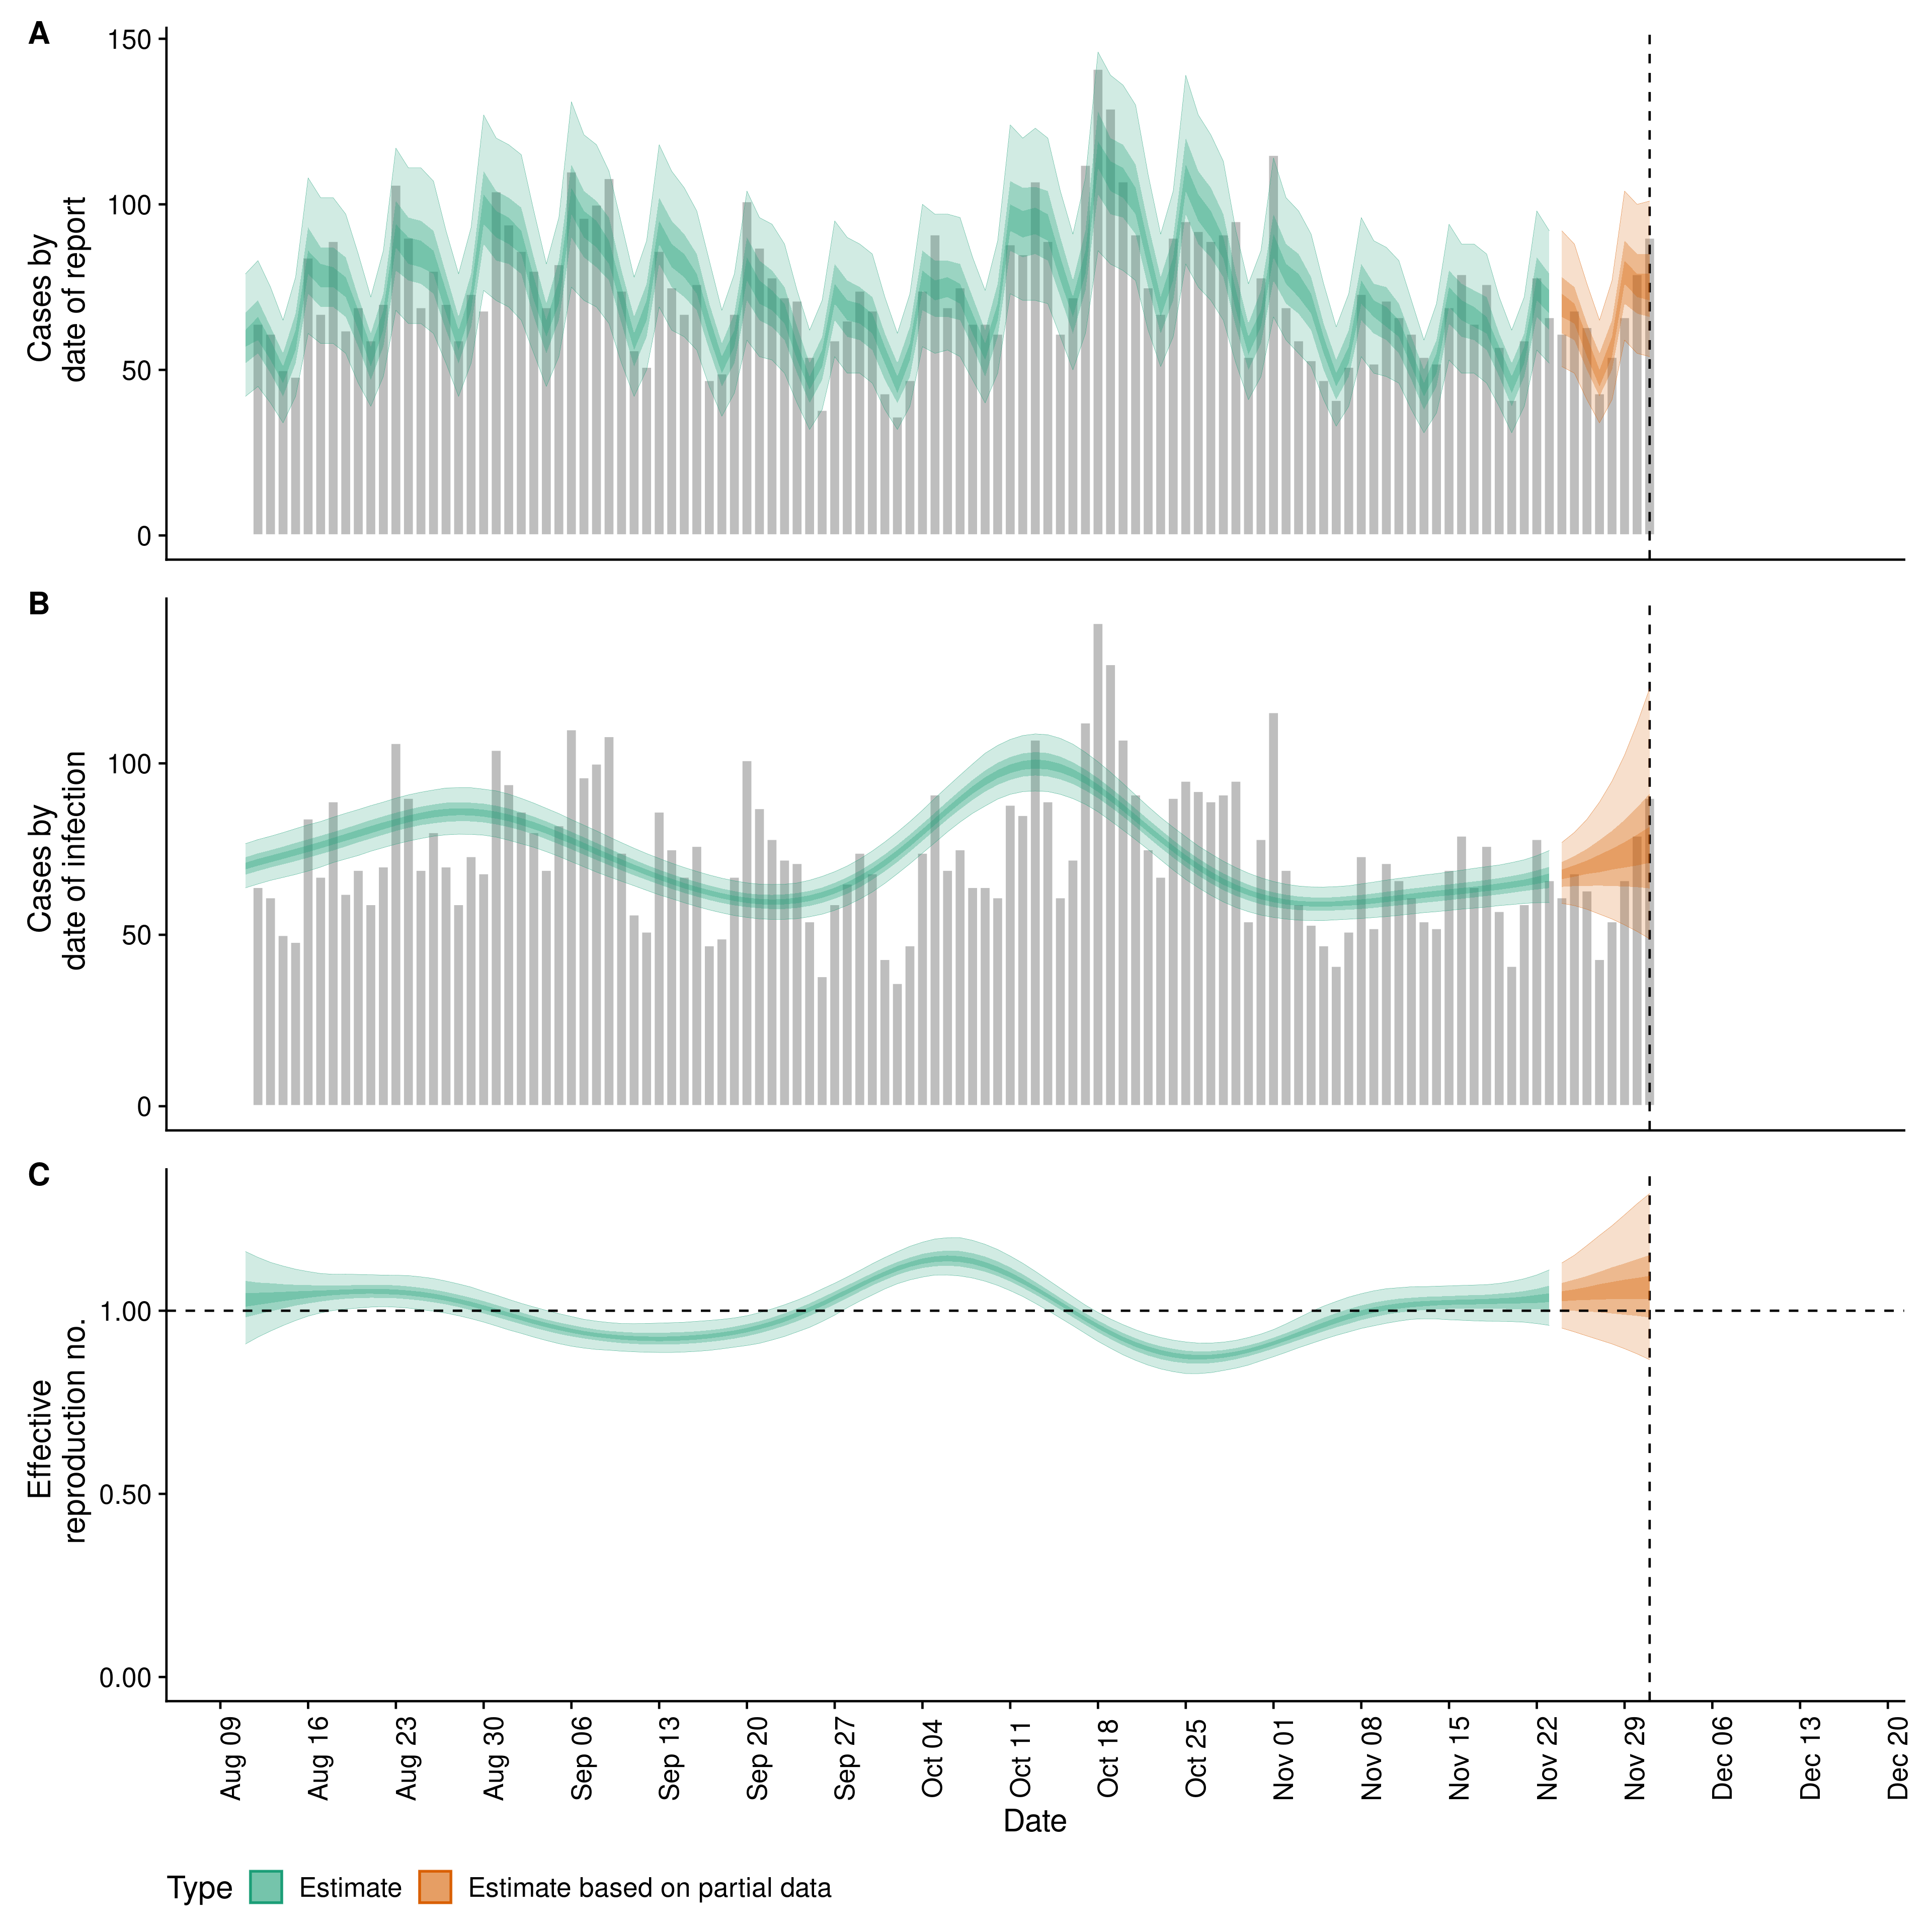 A
Cases by
date of report
150
100
50
0
B
Cases by
date of infection
100
50
0
C
Effective
reproduction no.
1.00
0.50
0.00
Aug 09
Aug 16
Aug 23
Aug 30
Sep 06
Sep 13
Sep 20
Sep 27
Oct 04
Oct 11
Oct 18
Oct 25
Nov 01
Nov 08
Nov 15
Nov 22
Nov 29
Dec 06
Dec 13
Dec 20
Date
Type Estimate Estimate based on partial data